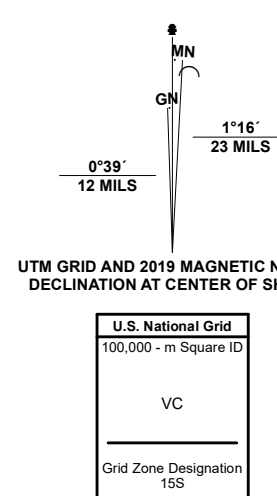 MN
GN
1°16´
23 MILS
0°39´
12 MILS
UTM GRID AND 2019 MAGNETIC N
DECLINATION AT CENTER OF SH
U.S. National Grid
100,000 - m Square ID
VC
Grid Zone Designation
15S